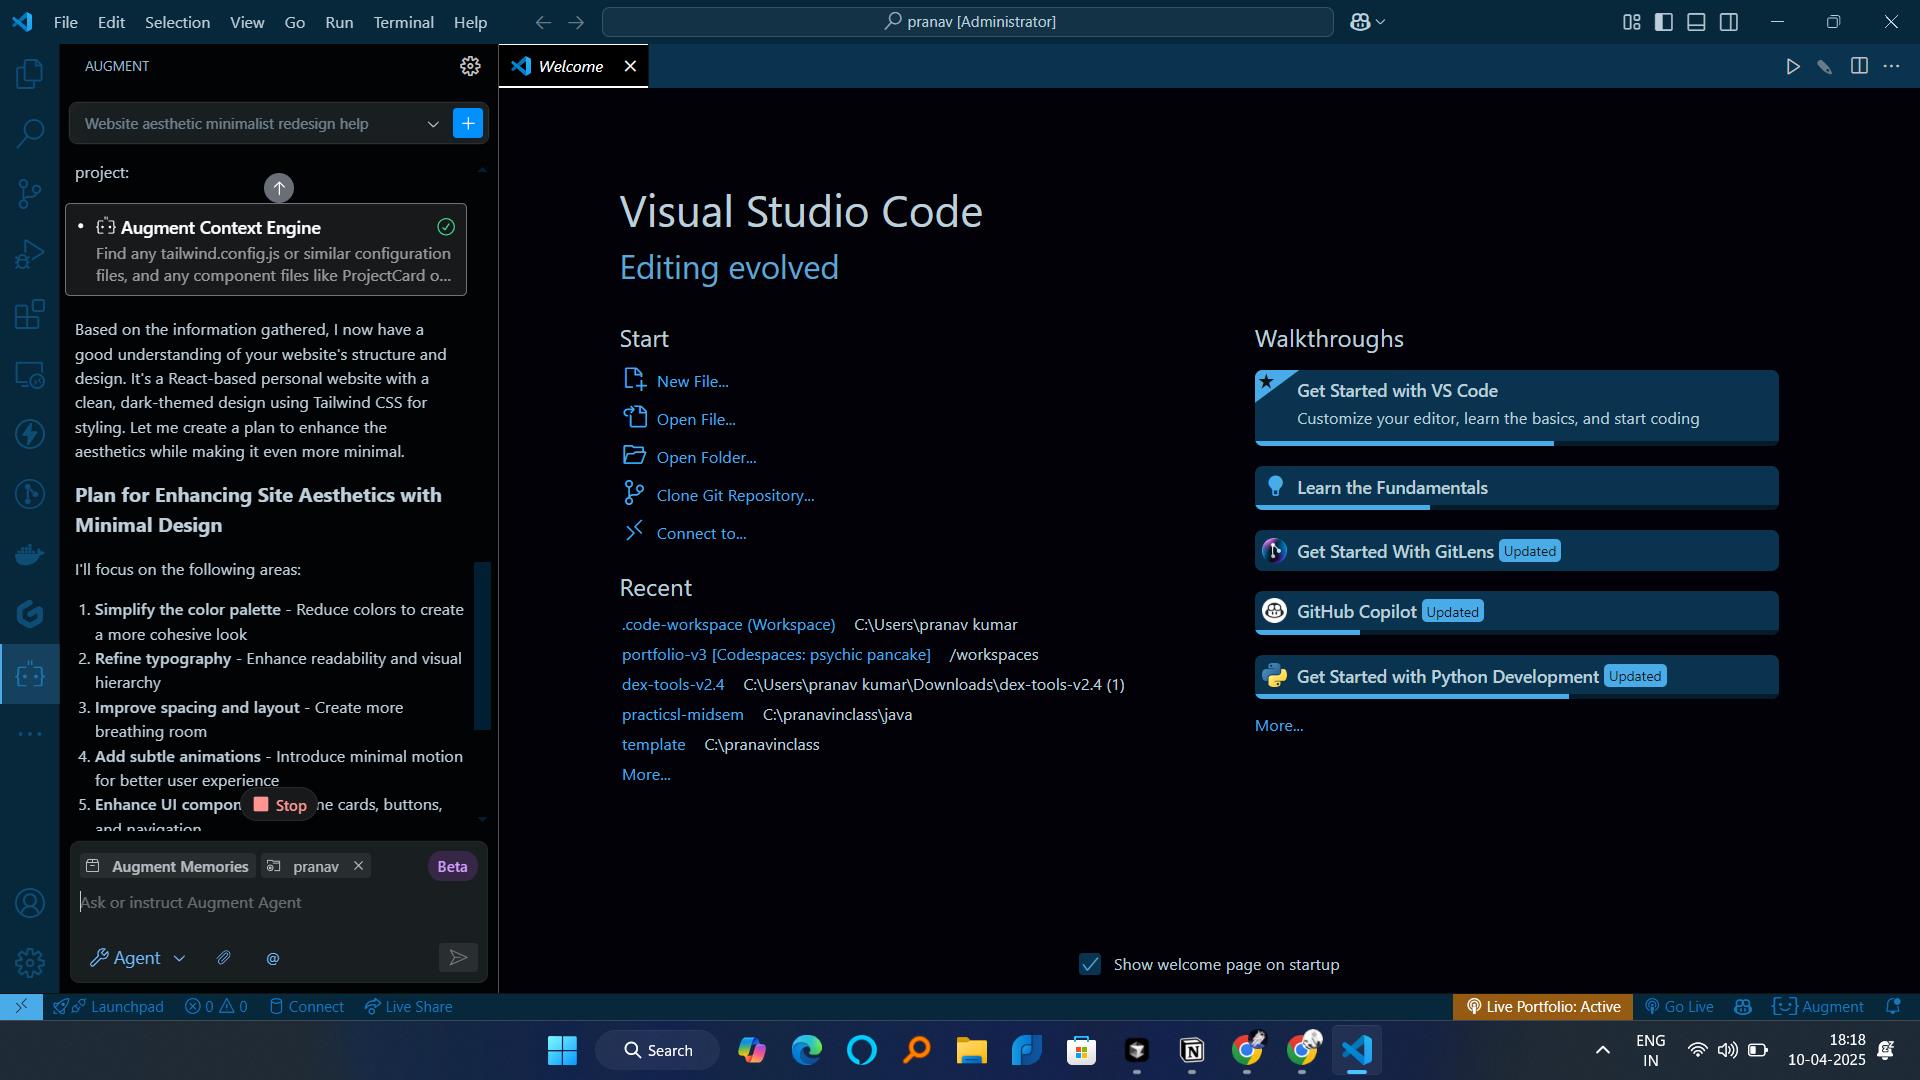 File Edit Selection View Go Run Terminal Help
pranav [Administrator]
AUGMENT
Website aesthetic minimalist redesign help
project:
Augment Context Engine
Find any tailwind.config.js or similar configuration
files, and any component files like ProjectCard o...
Based on the information gathered, I now have a
good understanding of your website's structure and
design. It's a React-based personal website with a
clean, dark-themed design using Tailwind CSS for
styling. Let me create a plan to enhance the
aesthetics while making it even more minimal.
Plan for Enhancing Site Aesthetics with
Minimal Design
I'll focus on the following areas:
1. Simplify the color palette - Reduce colors to create
a more cohesive look
2. Refine typography - Enhance readability and visual
hierarchy
3. Improve spacing and layout - Create more
breathing room
4. Add subtle animations - Introduce minimal motion
for better user experience
5. Enhance UI compon
Stop
ne cards, buttons,
and navigation
Augment Memories
pranav
Beta
Ask or instruct Augment Agent
Agent
@
Welcome
Visual Studio Code
Editing evolved
Start
New File...
Open File...
Open Folder...
Clone Git Repository...
Connect to...
Recent
.code-workspace (Workspace) C:\Users\pranav kumar
portfolio-v3 [Codespaces: psychic pancake] /workspaces
dex-tools-v2.4 C:\Users\pranav kumar\Downloads\dex-tools-v2.4 (1)
practicsl-midsem C:\pranavinclass\java
template C:\pranavinclass
More...
Walkthroughs
Get Started with VS Code
Customize your editor, learn the basics, and start coding
Learn the Fundamentals
Get Started With GitLens Updated
GitHub Copilot Updated
Get Started with Python Development Updated
More...
Show welcome page on startup
Launchpad 0 0 Connect Live Share
Live Portfolio: Active Go Live Augment
Search
ENG
IN
18:18
10-04-2025